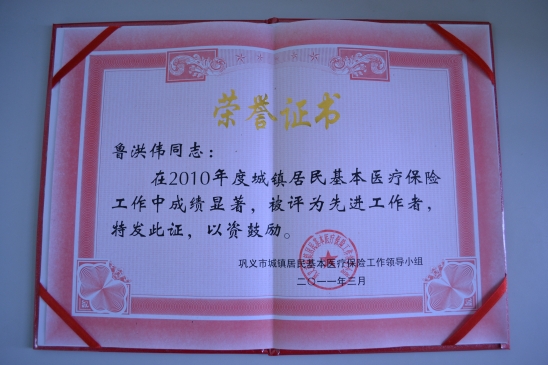 荣誉证书
鲁洪伟同志：
在2010年度城镇居民基本医疗保险
工作中成绩显著，被评为先进工作者，
特发此证，以资鼓励。
巩义市城镇居民基本医疗保险工作领导小组
二〇一一年三月